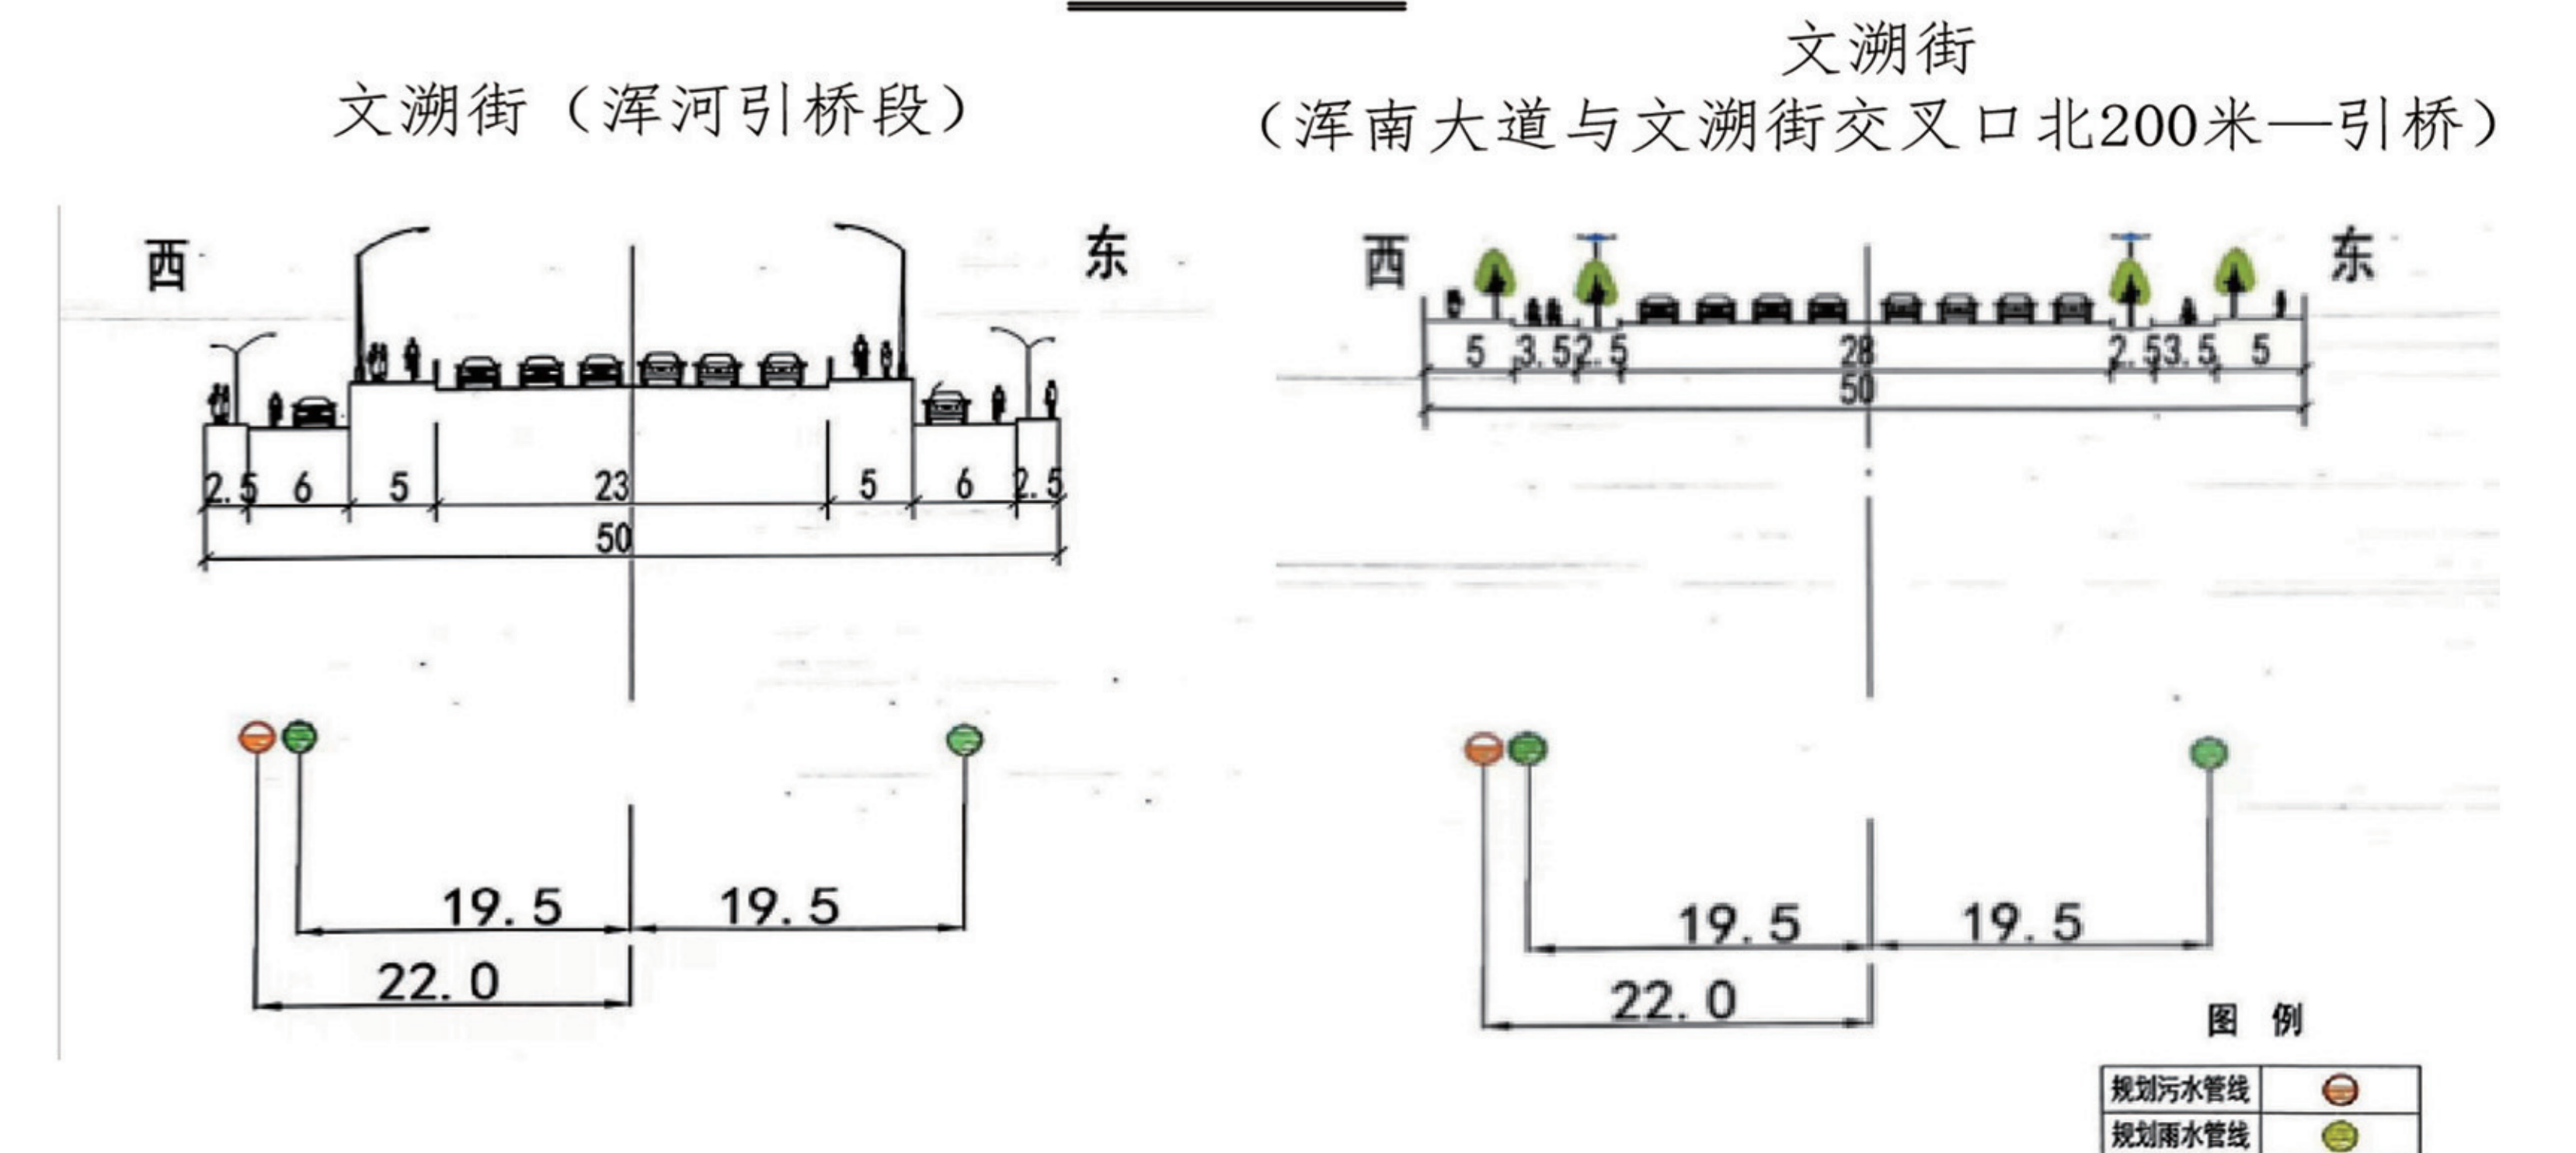 文溯街（浑河引桥段）
西
东
2.5 6 5 23 5 6 2.5
50
19.5 19.5
22.0
文溯街
（浑南大道与文溯街交叉口北200米—引桥）
西
东
5 3.5 2.5 28 2.5 3.5 5
50
19.5 19.5
22.0
图 例
规划污水管线
规划雨水管线